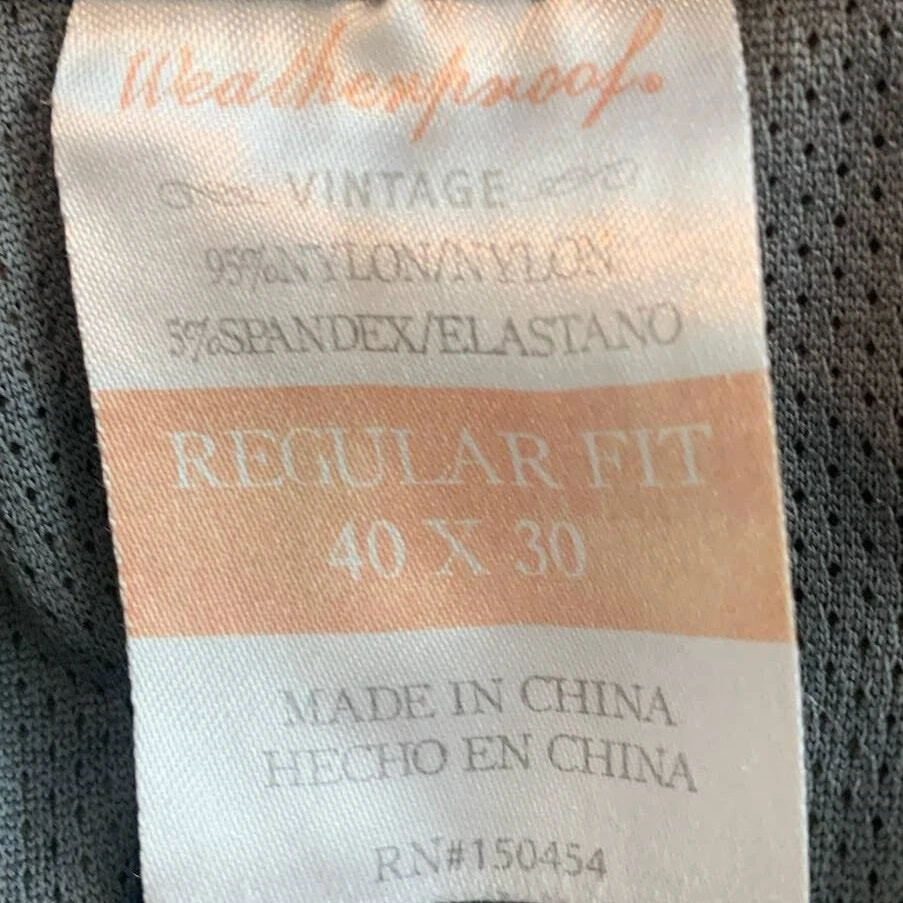 Weatherproof.
VINTAGE
95%NYLON/NYLON
5%SPANDEX/ELASTANO
REGULAR FIT
40 X 30
MADE IN CHINA
HECHO EN CHINA
RN#150454